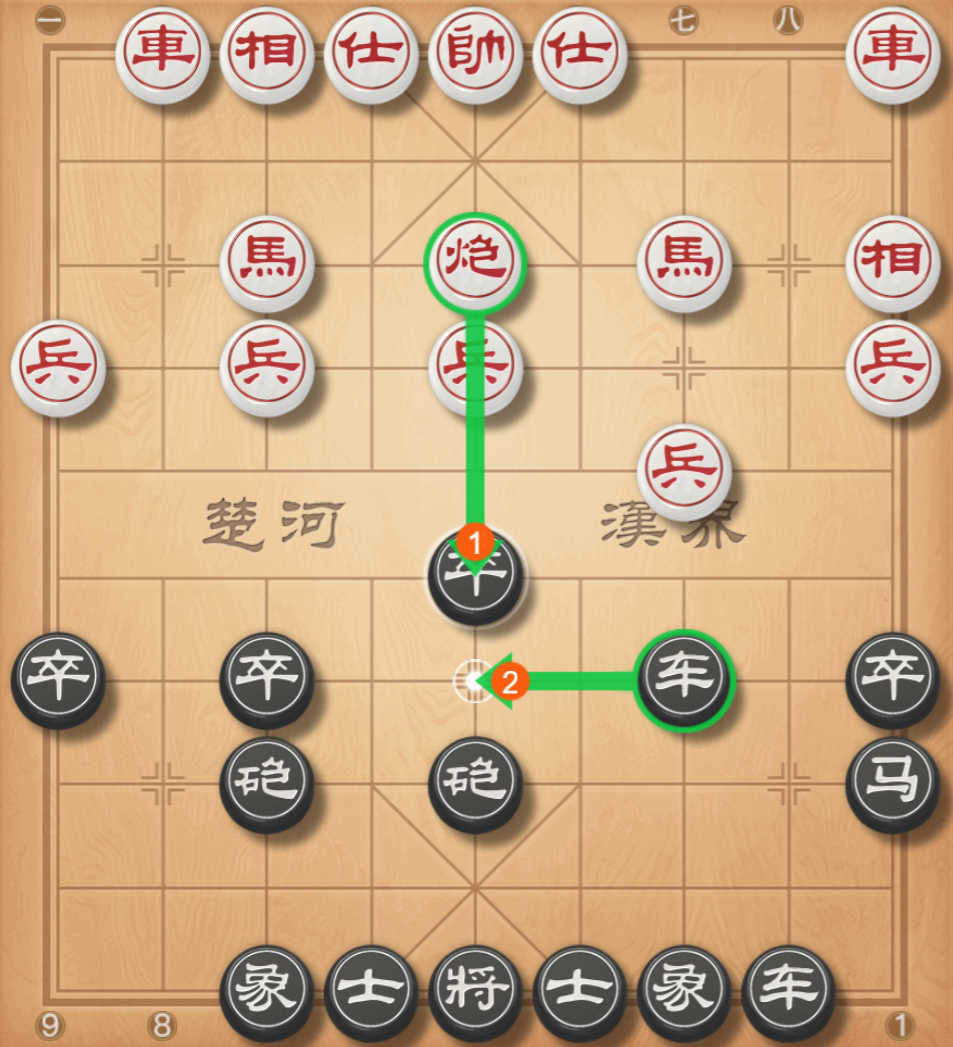 一 七 八
車 相 仕 帥 仕 車
馬 炮 馬 相
兵 兵 兵 兵
兵
楚 河 漢 界
1
卒
卒 卒 2 车 卒
砲 砲 马
象 士 将 士 象 车
9 8 1